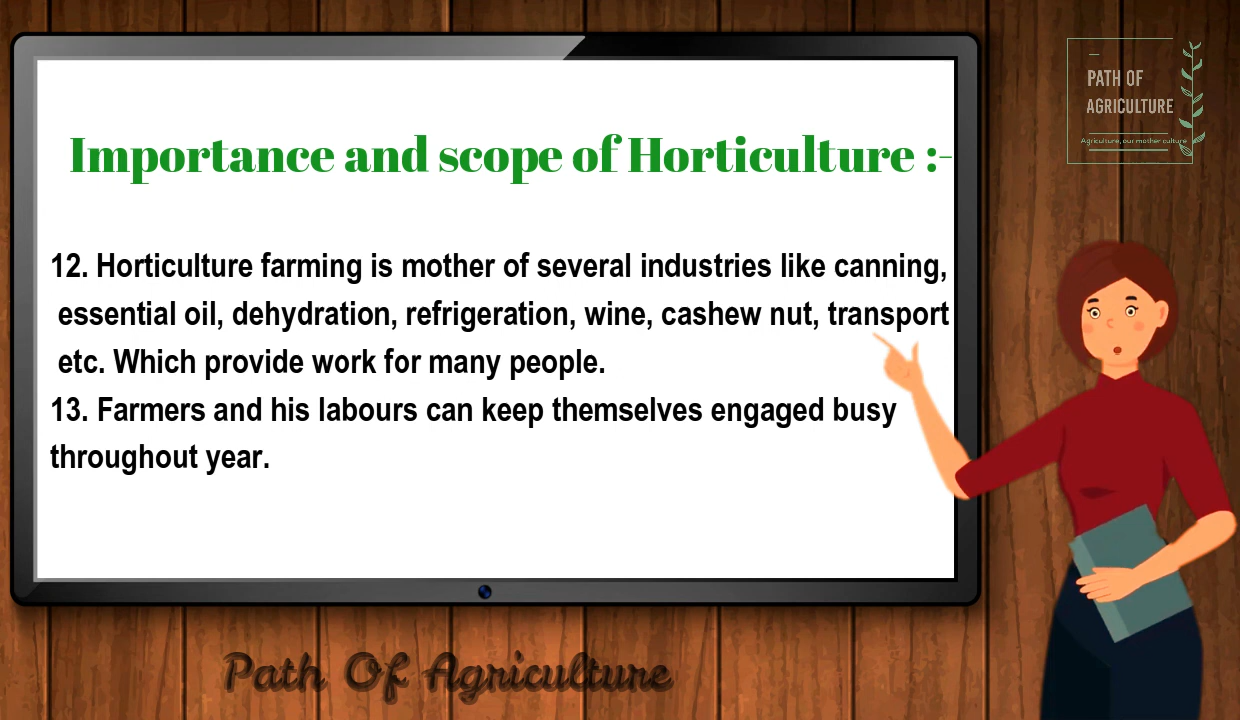 Importance and scope of Horticulture :-
12. Horticulture farming is mother of several industries like canning,
essential oil, dehydration, refrigeration, wine, cashew nut, transport
etc. Which provide work for many people.
13. Farmers and his labours can keep themselves engaged busy
throughout year.
PATH OF
AGRICULTURE
Agriculture, our mother culture
Path Of Agriculture